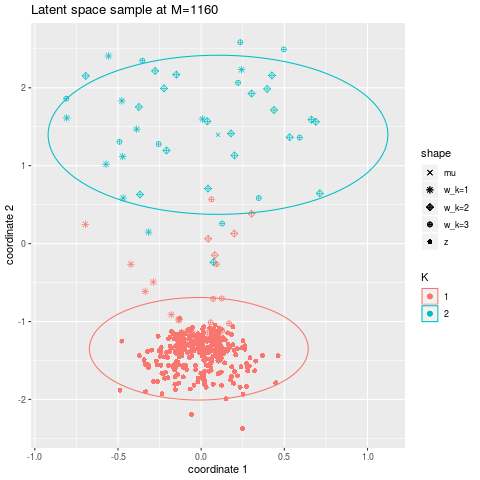 Latent space sample at M=1160
coordinate 2
2
1
0
-1
-2
-1.0
-0.5
0.0
0.5
1.0
coordinate 1
shape
mu
w_k=1
w_k=2
w_k=3
z
K
1
2